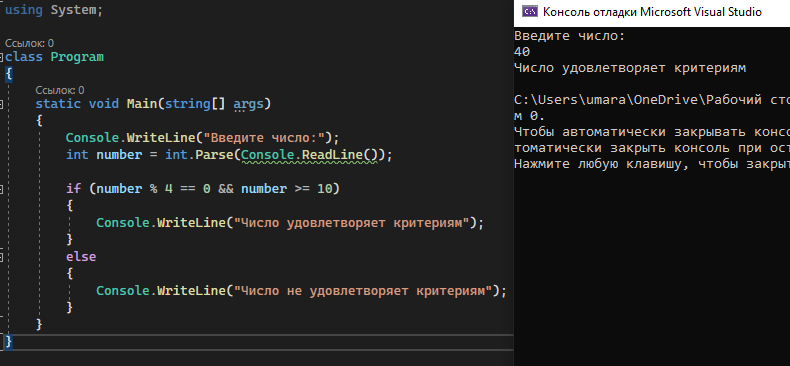 using System;
Ссылок: 0
class Program
{
Ссылок: 0
static void Main(string[] args)
{
Console.WriteLine("Введите число:");
int number = int.Parse(Console.ReadLine());
if (number % 4 == 0 && number >= 10)
{
Console.WriteLine("Число удовлетворяет критериям");
}
else
{
Console.WriteLine("Число не удовлетворяет критериям");
}
}
}
Консоль отладки Microsoft Visual Studio
Введите число:
40
Число удовлетворяет критериям
C:\Users\umara\OneDrive\Рабочий сто
м 0.
Чтобы автоматически закрывать консо
томатически закрыть консоль при ост
Нажмите любую клавишу, чтобы закрыт